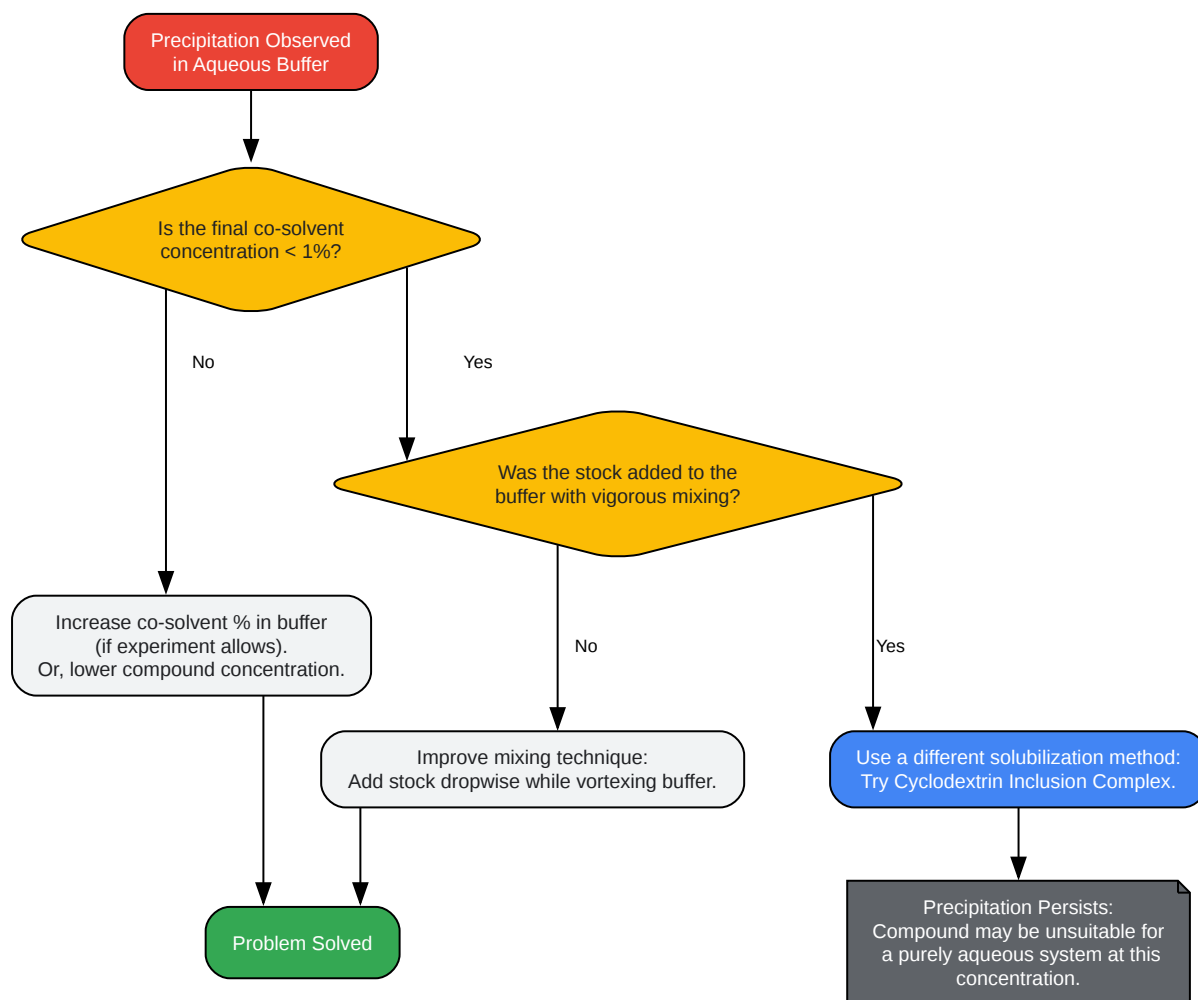 Precipitation Observed
in Aqueous Buffer
Is the final co-solvent
concentration < 1%?
No
Yes
Was the stock added to the
buffer with vigorous mixing?
Increase co-solvent % in buffer
(if experiment allows).
Or, lower compound concentration.
No
Yes
Improve mixing technique:
Add stock dropwise while vortexing buffer.
Use a different solubilization method:
Try Cyclodextrin Inclusion Complex.
Problem Solved
Precipitation Persists:
Compound may be unsuitable for
a purely aqueous system at this
concentration.